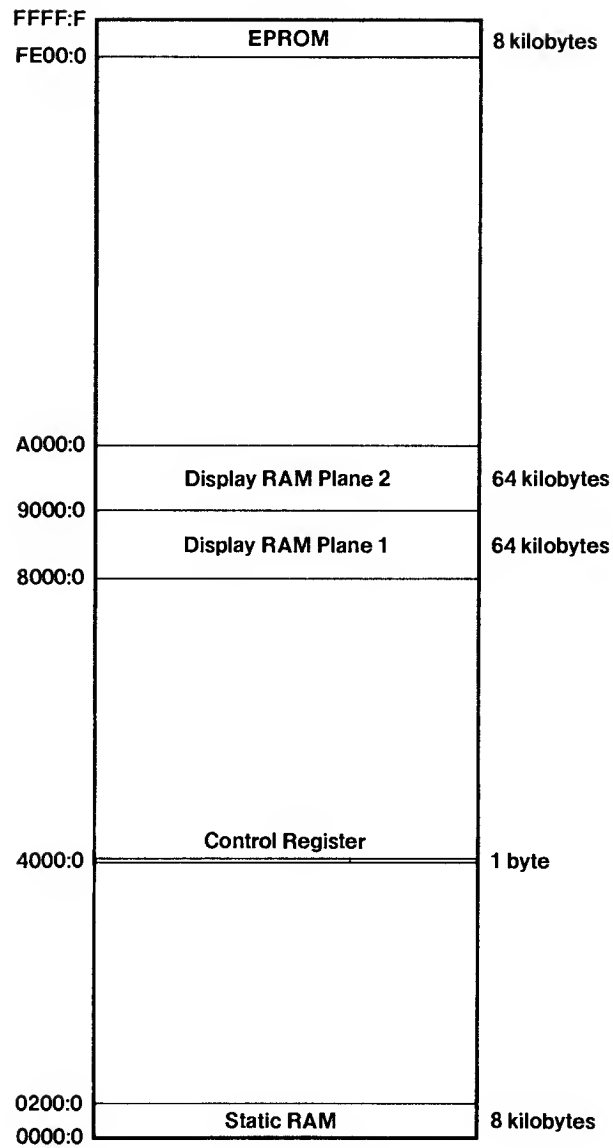 FFFF:F
EPROM 8 kilobytes
FE00:0
A000:0
Display RAM Plane 2 64 kilobytes
9000:0
Display RAM Plane 1 64 kilobytes
8000:0
Control Register
4000:0 1 byte
0200:0
Static RAM 8 kilobytes
0000:0